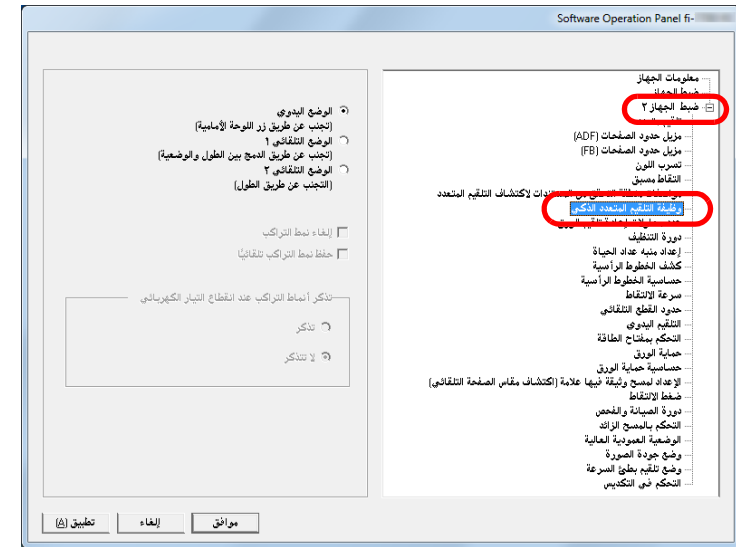 Software Operation Panel fi-
معلومات الجهاز
ضبط الجهاز
ضبط الجهاز ٢
مزيل حدود الصفحات (ADF)
مزيل حدود الصفحات (FB)
تسرب اللون
التقاط مسبق
لاكتشاف التلقيم المتعدد
وظيفة التلقيم المتعدد الذكي
دورة التنظيف
إعداد منبه عداد الحياة
كشف الخطوط الرأسية
حساسية الخطوط الرأسية
سرعة الالتقاط
حدود القطع التلقائي
التلقيم اليدوي
التحكم بمفتاح الطاقة
حماية الورق
حساسية حماية الورق
الإعداد لمسح وثيقة فيها علامة (اكتشاف مقاس الصفحة التلقائي)
ضغط الالتقاط
دورة الصيانة والفحص
التحكم بالمسح الزائد
الوضعية العمودية العالية
وضع جودة الصورة
وضع تلقيم بطئ السرعة
التحكم في التكديس
الوضع اليدوي
(تجنب عن طريق زر اللوحة الأمامية)
الوضع التلقائي ١
(تجنب عن طريق الدمج بين الطول والوضعية)
الوضع التلقائي ٢
(التجنب عن طريق الطول)
إلغاء نمط التراكب
حفظ نمط التراكب تلقائيًا
تذكر أنماط التراكب عند انقطاع التيار الكهربائي
تذكر
لا تتذكر
موافق
إلغاء
تطبيق (A)